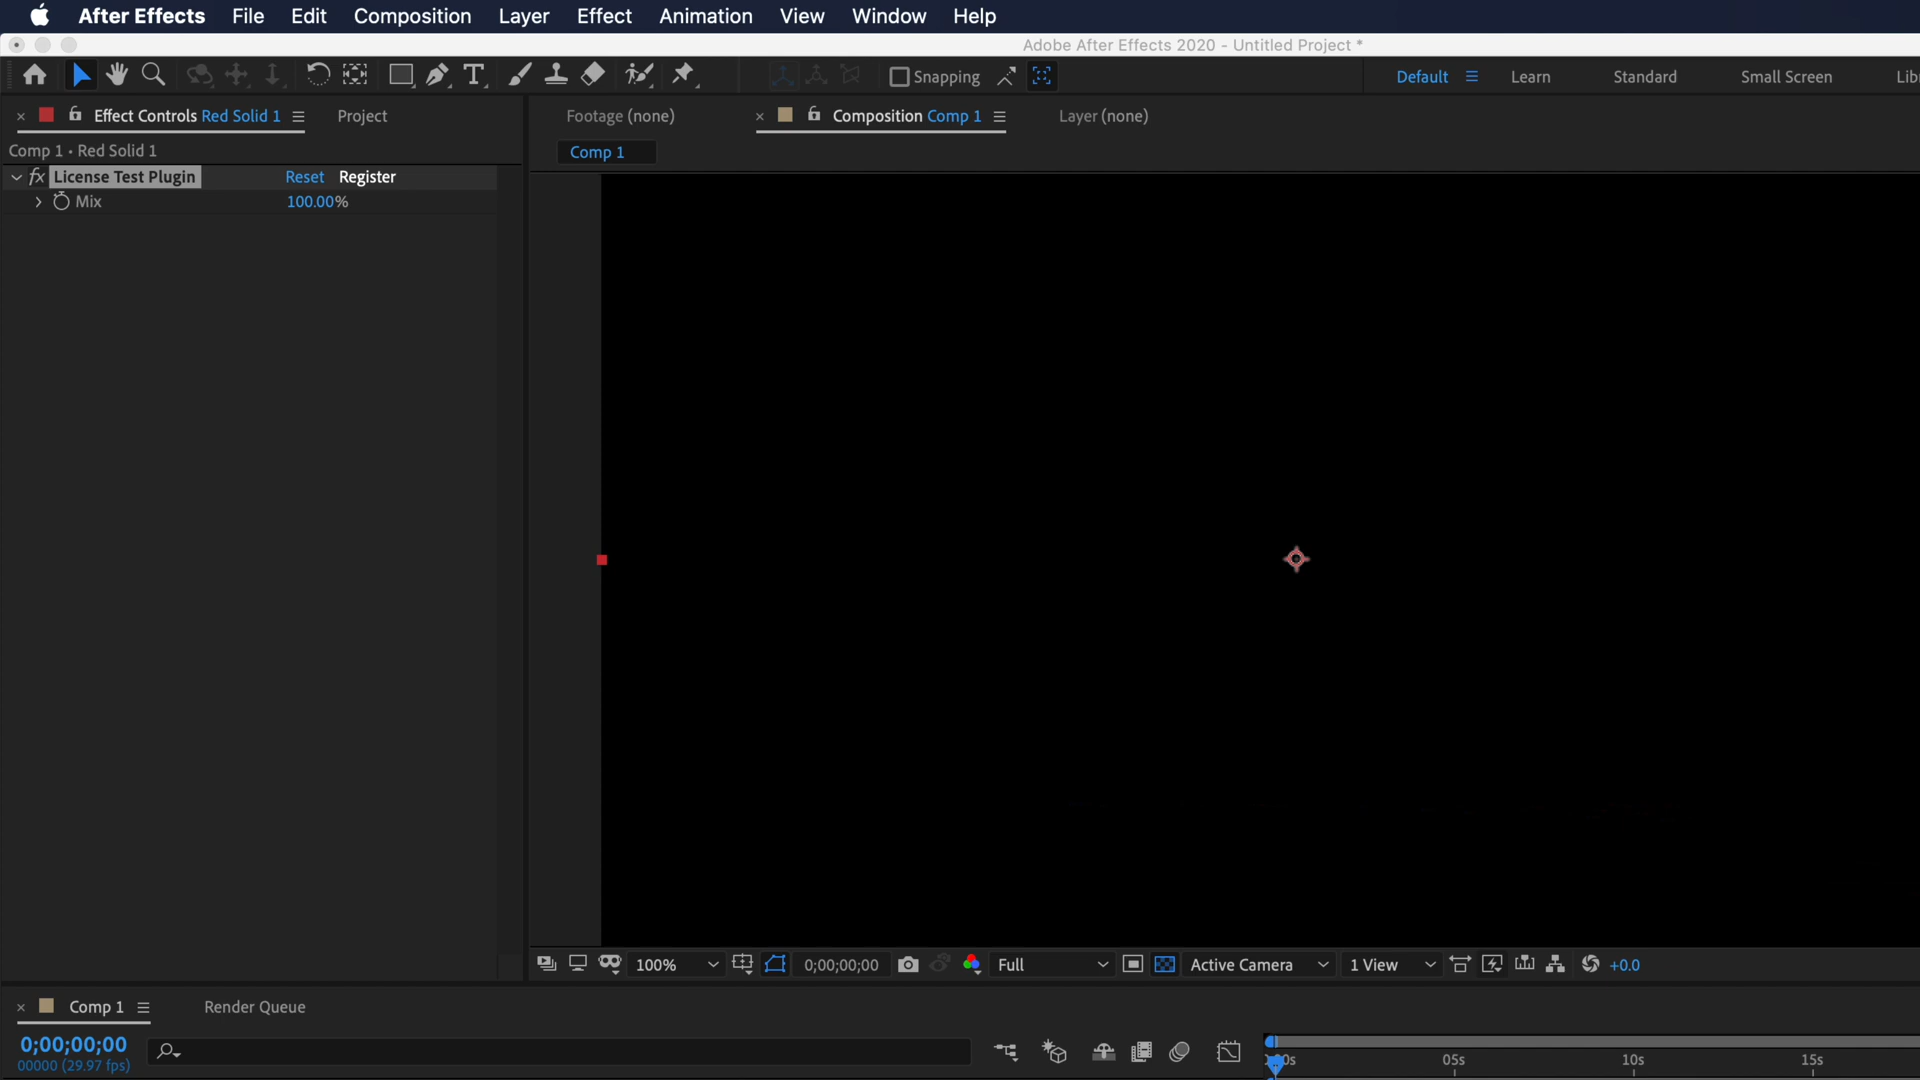 After Effects File Edit Composition Layer Effect Animation View Window Help
Adobe After Effects 2020 - Untitled Project *
Snapping Default Learn Standard Small Screen Lib
Effect Controls Red Solid 1 Project Footage (none) Composition Comp 1 Layer (none)
Comp 1 • Red Solid 1 Comp 1
fx License Test Plugin Reset Register
Mix 100.00%
100% 0;00;00;00 Full Active Camera 1 View +0.0
Comp 1 Render Queue
0;00;00;00
00000 (29.97 fps) 05s 10s 15s